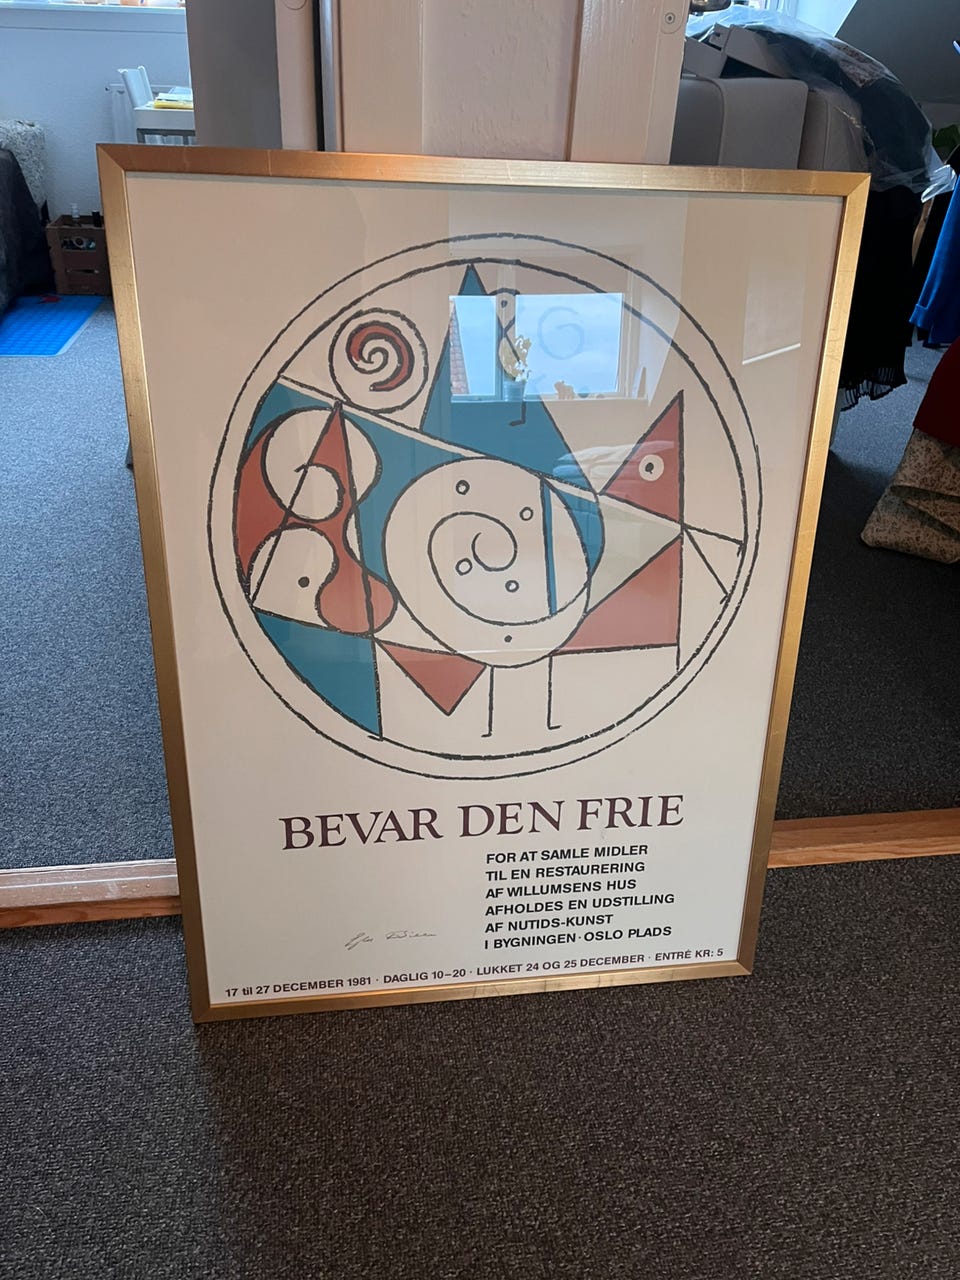 BEVAR DEN FRIE
FOR AT SAMLE MIDLER
TIL EN RESTAURERING
AF WILLUMSENS HUS
AFHOLDES EN UDSTILLING
AF NUTIDS-KUNST
I BYGNINGEN · OSLO PLADS
17 til 27 DECEMBER 1981 · DAGLIG 10–20 · LUKKET 24 OG 25 DECEMBER · ENTRÉ KR: 5